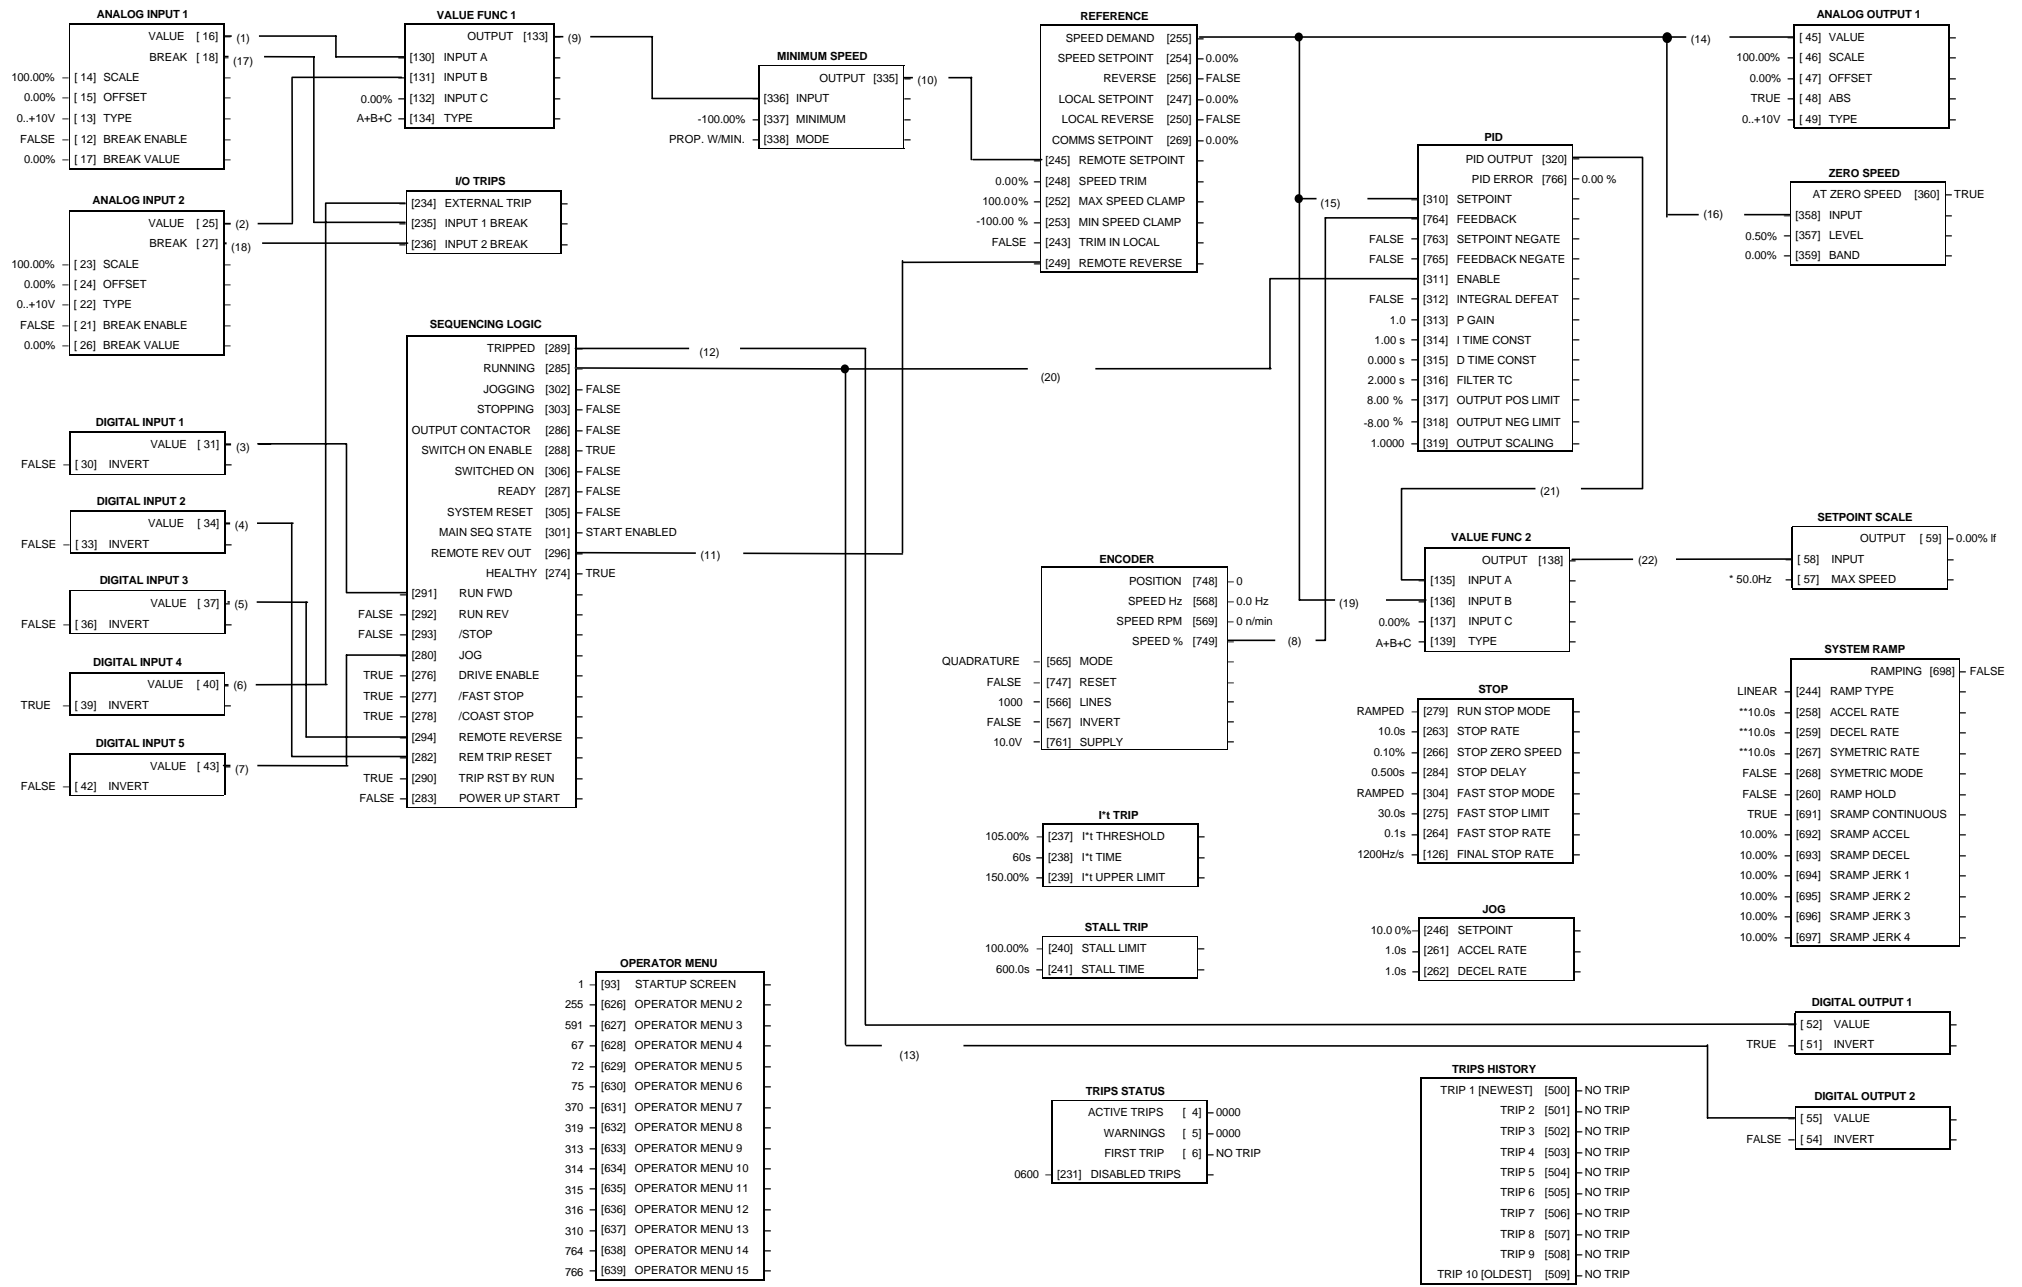 ANALOG INPUT 1
VALUE [ 16] (1)
BREAK [ 18] (17)
100.00% [ 14] SCALE
0.00% [ 15] OFFSET
0..+10V [ 13] TYPE
FALSE [ 12] BREAK ENABLE
0.00% [ 17] BREAK VALUE
ANALOG INPUT 2
VALUE [ 25] (2)
BREAK [ 27] (18)
100.00% [ 23] SCALE
0.00% [ 24] OFFSET
0..+10V [ 22] TYPE
FALSE [ 21] BREAK ENABLE
0.00% [ 26] BREAK VALUE
DIGITAL INPUT 1
VALUE [ 31] (3)
FALSE [ 30] INVERT
DIGITAL INPUT 2
VALUE [ 34] (4)
FALSE [ 33] INVERT
DIGITAL INPUT 3
VALUE [ 37] (5)
FALSE [ 36] INVERT
DIGITAL INPUT 4
VALUE [ 40] (6)
TRUE [ 39] INVERT
DIGITAL INPUT 5
VALUE [ 43] (7)
FALSE [ 42] INVERT
VALUE FUNC 1
OUTPUT [133] (9)
[130] INPUT A
[131] INPUT B
0.00% [132] INPUT C
A+B+C [134] TYPE
I/O TRIPS
[234] EXTERNAL TRIP
[235] INPUT 1 BREAK
[236] INPUT 2 BREAK
SEQUENCING LOGIC
TRIPPED [289] (12)
RUNNING [285] (20)
JOGGING [302] FALSE
STOPPING [303] FALSE
OUTPUT CONTACTOR [286] FALSE
SWITCH ON ENABLE [288] TRUE
SWITCHED ON [306] FALSE
READY [287] FALSE
SYSTEM RESET [305] FALSE
MAIN SEQ STATE [301] START ENABLED
REMOTE REV OUT [296] (11)
HEALTHY [274] TRUE
[291] RUN FWD
FALSE [292] RUN REV
FALSE [293] /STOP
[280] JOG
TRUE [276] DRIVE ENABLE
TRUE [277] /FAST STOP
TRUE [278] /COAST STOP
[294] REMOTE REVERSE
[282] REM TRIP RESET
TRUE [290] TRIP RST BY RUN
FALSE [283] POWER UP START
OPERATOR MENU
1 [93] STARTUP SCREEN
255 [626] OPERATOR MENU 2
591 [627] OPERATOR MENU 3
67 [628] OPERATOR MENU 4
72 [629] OPERATOR MENU 5
75 [630] OPERATOR MENU 6
370 [631] OPERATOR MENU 7
319 [632] OPERATOR MENU 8
313 [633] OPERATOR MENU 9
314 [634] OPERATOR MENU 10
315 [635] OPERATOR MENU 11
316 [636] OPERATOR MENU 12
310 [637] OPERATOR MENU 13
764 [638] OPERATOR MENU 14
766 [639] OPERATOR MENU 15
MINIMUM SPEED
OUTPUT [335] (10)
[336] INPUT
-100.00% [337] MINIMUM
PROP. W/MIN. [338] MODE
REFERENCE
SPEED DEMAND [255]
SPEED SETPOINT [254] 0.00%
REVERSE [256] FALSE
LOCAL SETPOINT [247] 0.00%
LOCAL REVERSE [250] FALSE
COMMS SETPOINT [269] 0.00%
[245] REMOTE SETPOINT
0.00% [248] SPEED TRIM
100.00% [252] MAX SPEED CLAMP
-100.00 % [253] MIN SPEED CLAMP
FALSE [243] TRIM IN LOCAL
[249] REMOTE REVERSE
ENCODER
POSITION [748] 0
SPEED Hz [568] 0.0 Hz
SPEED RPM [569] 0 n/min
SPEED % [749] (8)
QUADRATURE [565] MODE
FALSE [747] RESET
1000 [566] LINES
FALSE [567] INVERT
10.0V [761] SUPPLY
I*t TRIP
105.00% [237] I*t THRESHOLD
60s [238] I*t TIME
150.00% [239] I*t UPPER LIMIT
STALL TRIP
100.00% [240] STALL LIMIT
600.0s [241] STALL TIME
(13)
TRIPS STATUS
ACTIVE TRIPS [ 4] 0000
WARNINGS [ 5] 0000
FIRST TRIP [ 6] NO TRIP
0600 [231] DISABLED TRIPS
PID
PID OUTPUT [320]
PID ERROR [766] 0.00 %
(15) [310] SETPOINT
[764] FEEDBACK
FALSE [763] SETPOINT NEGATE
FALSE [765] FEEDBACK NEGATE
[311] ENABLE
FALSE [312] INTEGRAL DEFEAT
1.0 [313] P GAIN
1.00 s [314] I TIME CONST
0.000 s [315] D TIME CONST
2.000 s [316] FILTER TC
8.00 % [317] OUTPUT POS LIMIT
-8.00 % [318] OUTPUT NEG LIMIT
1.0000 [319] OUTPUT SCALING
(21)
VALUE FUNC 2
OUTPUT [138] (22)
[135] INPUT A
(19) [136] INPUT B
0.00% [137] INPUT C
A+B+C [139] TYPE
STOP
RAMPED [279] RUN STOP MODE
10.0s [263] STOP RATE
0.10% [266] STOP ZERO SPEED
0.500s [284] STOP DELAY
RAMPED [304] FAST STOP MODE
30.0s [275] FAST STOP LIMIT
0.1s [264] FAST STOP RATE
1200Hz/s [126] FINAL STOP RATE
JOG
10.0 0% [246] SETPOINT
1.0s [261] ACCEL RATE
1.0s [262] DECEL RATE
TRIPS HISTORY
TRIP 1 [NEWEST] [500] NO TRIP
TRIP 2 [501] NO TRIP
TRIP 3 [502] NO TRIP
TRIP 4 [503] NO TRIP
TRIP 5 [504] NO TRIP
TRIP 6 [505] NO TRIP
TRIP 7 [506] NO TRIP
TRIP 8 [507] NO TRIP
TRIP 9 [508] NO TRIP
TRIP 10 [OLDEST] [509] NO TRIP
ANALOG OUTPUT 1
(14) [ 45] VALUE
100.00% [ 46] SCALE
0.00% [ 47] OFFSET
TRUE [ 48] ABS
0..+10V [ 49] TYPE
ZERO SPEED
AT ZERO SPEED [360] TRUE
(16) [358] INPUT
0.50% [357] LEVEL
0.00% [359] BAND
SETPOINT SCALE
OUTPUT [ 59] 0.00% lf
[ 58] INPUT
* 50.0Hz [ 57] MAX SPEED
SYSTEM RAMP
RAMPING [698] FALSE
LINEAR [244] RAMP TYPE
**10.0s [258] ACCEL RATE
**10.0s [259] DECEL RATE
**10.0s [267] SYMETRIC RATE
FALSE [268] SYMETRIC MODE
FALSE [260] RAMP HOLD
TRUE [691] SRAMP CONTINUOUS
10.00% [692] SRAMP ACCEL
10.00% [693] SRAMP DECEL
10.00% [694] SRAMP JERK 1
10.00% [695] SRAMP JERK 2
10.00% [696] SRAMP JERK 3
10.00% [697] SRAMP JERK 4
DIGITAL OUTPUT 1
[ 52] VALUE
TRUE [ 51] INVERT
DIGITAL OUTPUT 2
[ 55] VALUE
FALSE [ 54] INVERT